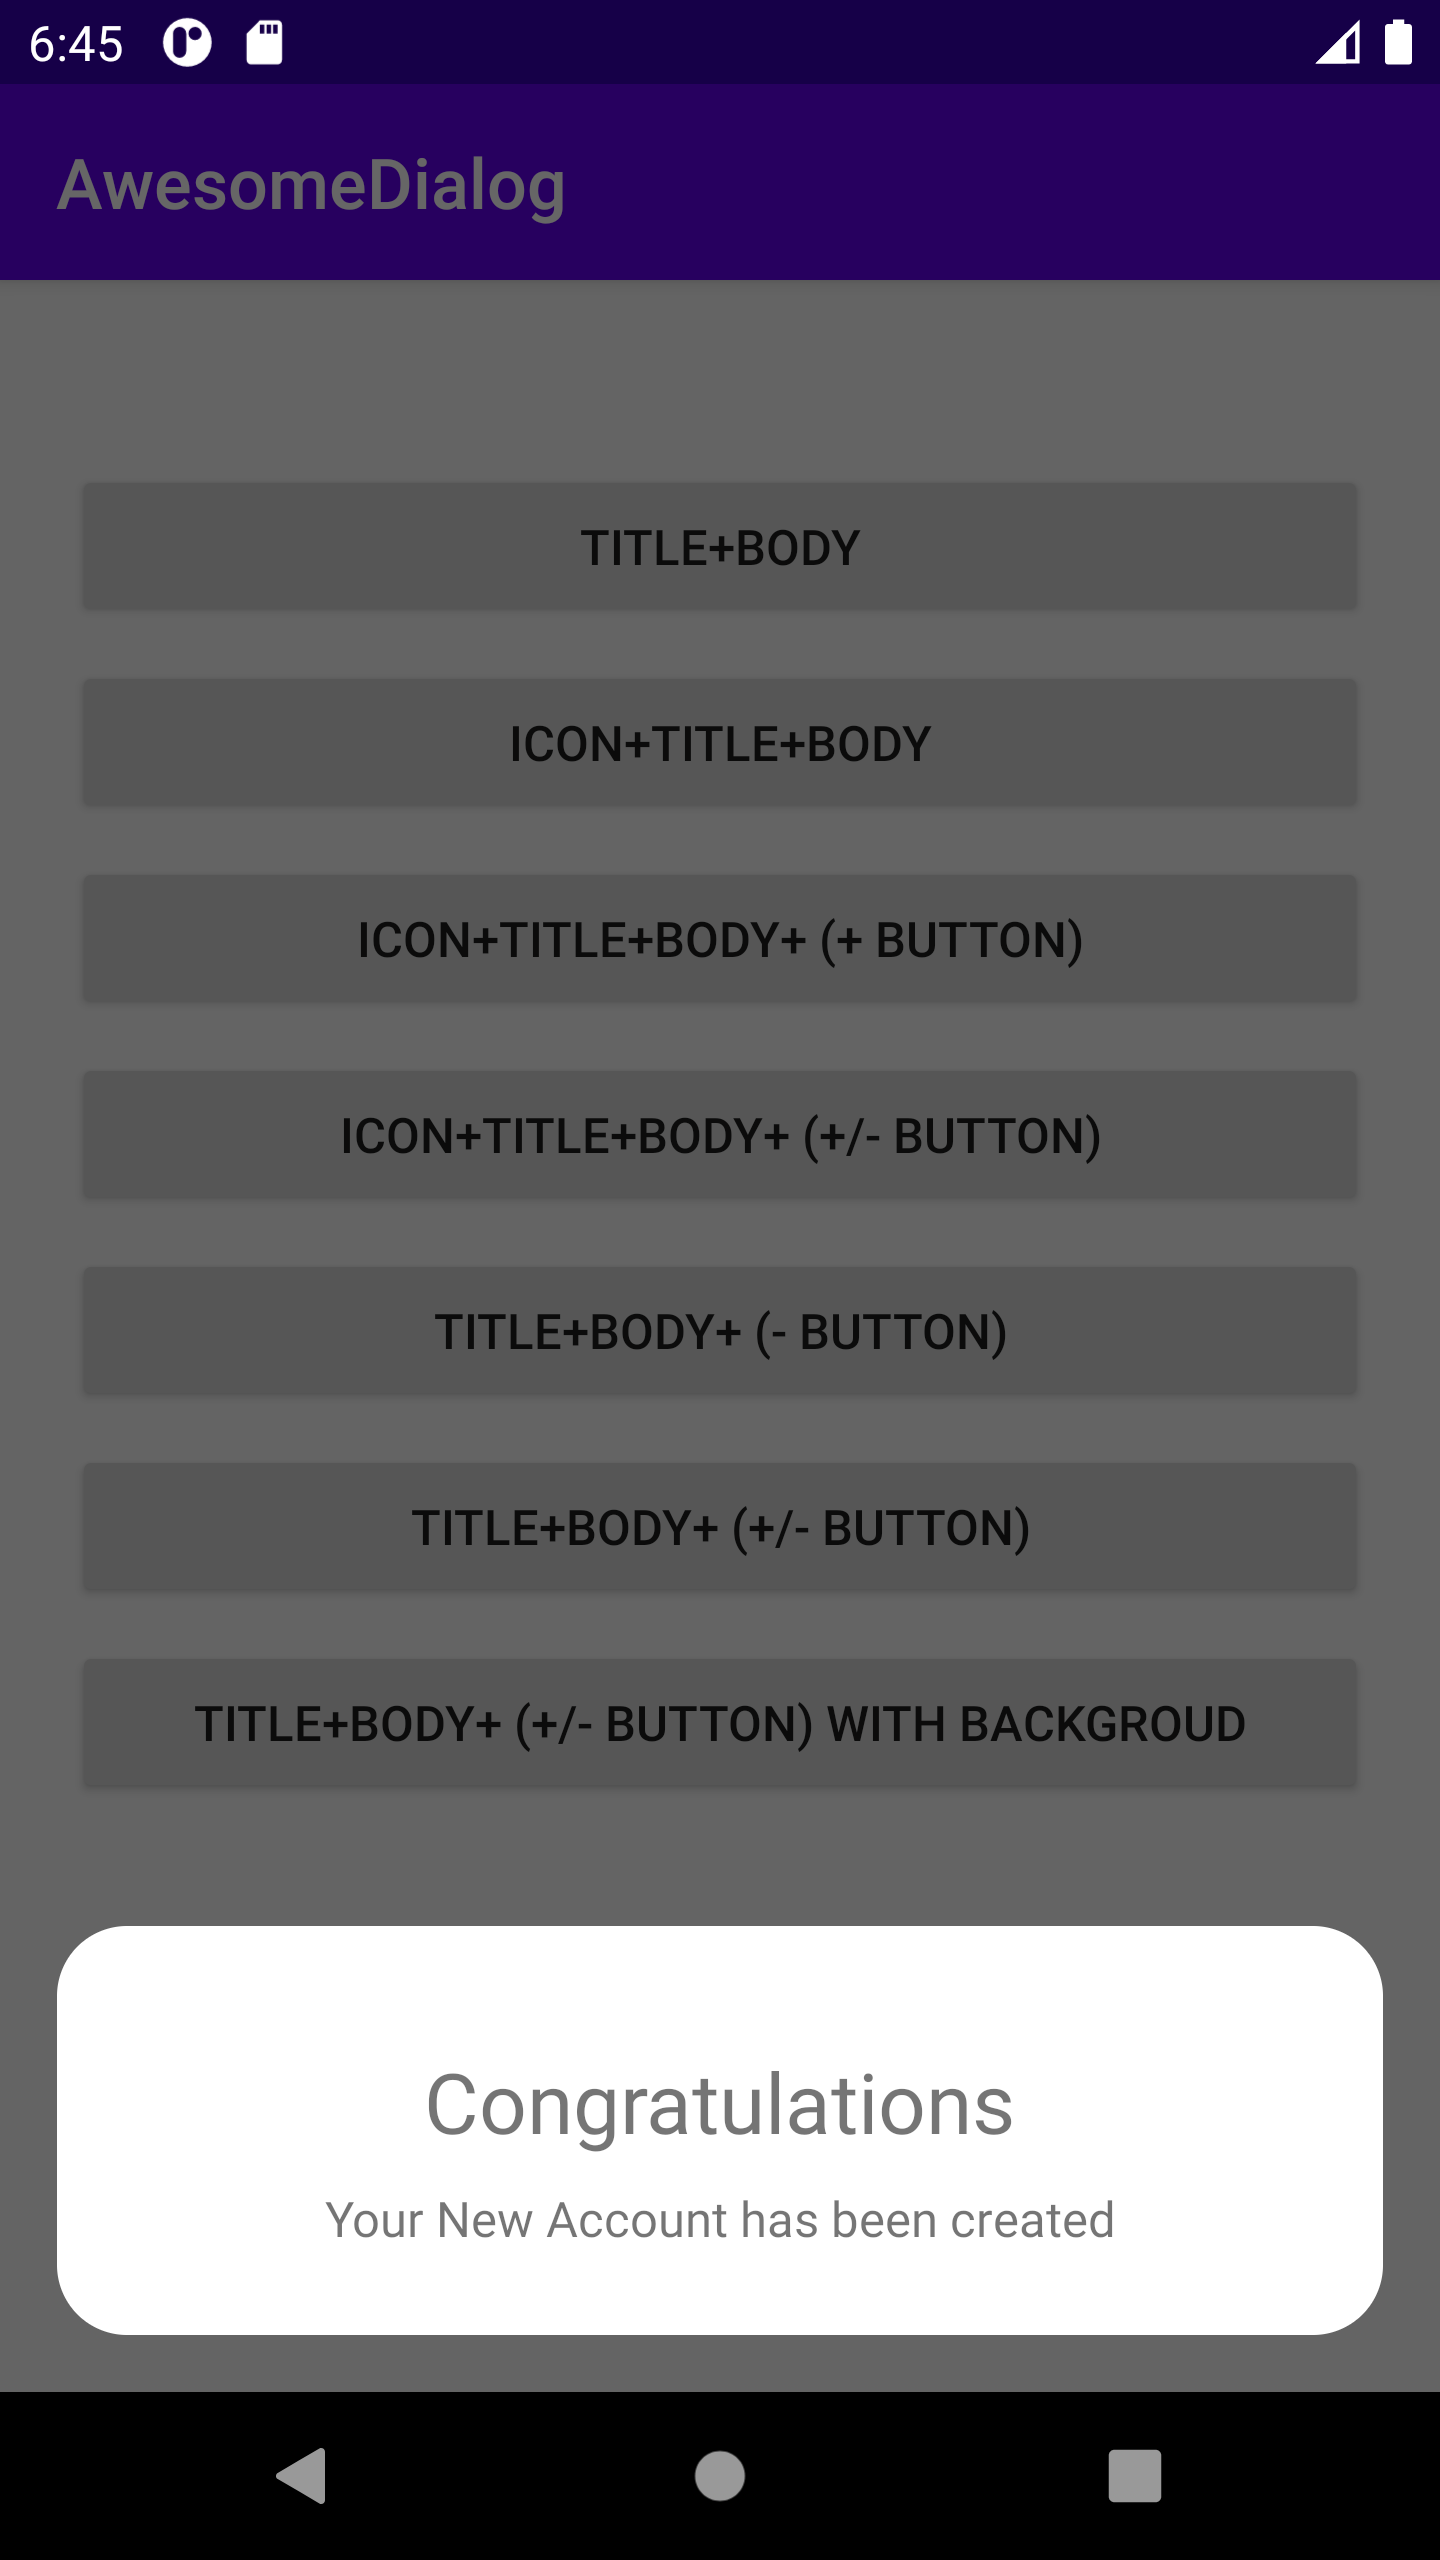 6:45
AwesomeDialog
TITLE+BODY
ICON+TITLE+BODY
ICON+TITLE+BODY+ (+ BUTTON)
ICON+TITLE+BODY+ (+/- BUTTON)
TITLE+BODY+ (- BUTTON)
TITLE+BODY+ (+/- BUTTON)
TITLE+BODY+ (+/- BUTTON) WITH BACKGROUD
Congratulations
Your New Account has been created